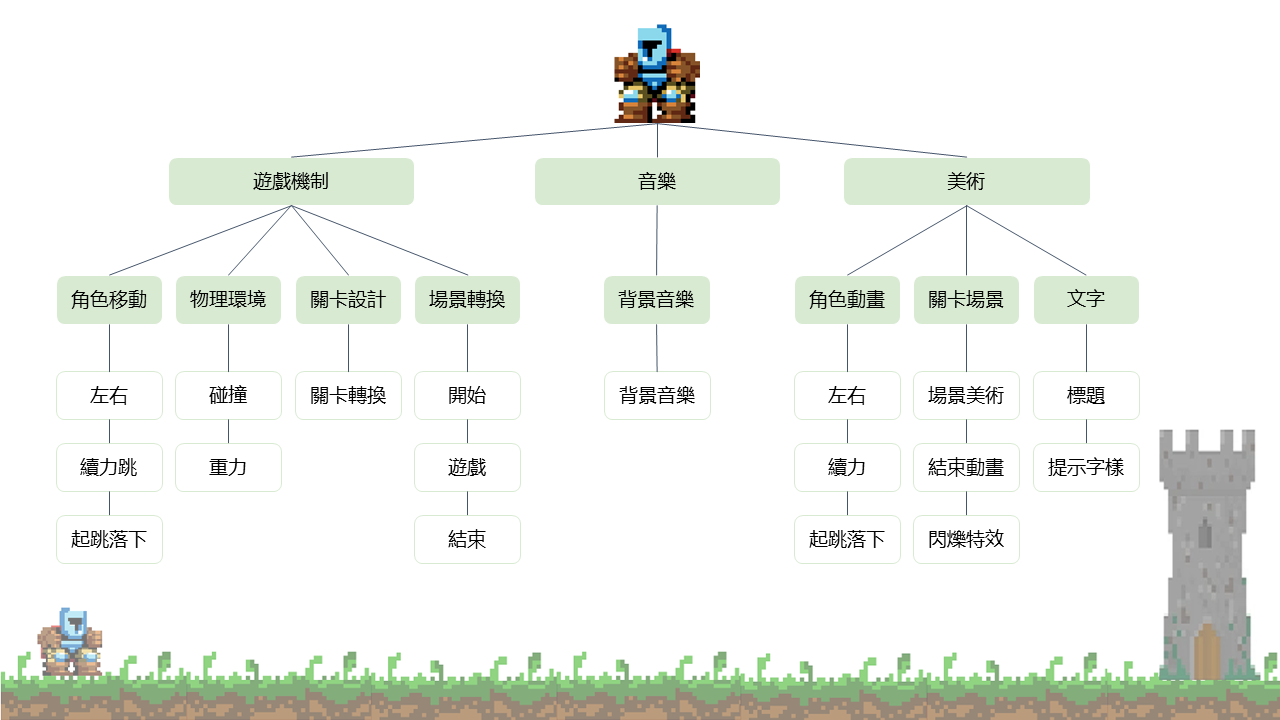 遊戲機制
音樂
美術
角色移動
物理環境
關卡設計
場景轉換
背景音樂
角色動畫
關卡場景
文字
左右
碰撞
關卡轉換
開始
背景音樂
左右
場景美術
標題
續力跳
重力
遊戲
續力
結束動畫
提示字樣
起跳落下
結束
起跳落下
閃爍特效